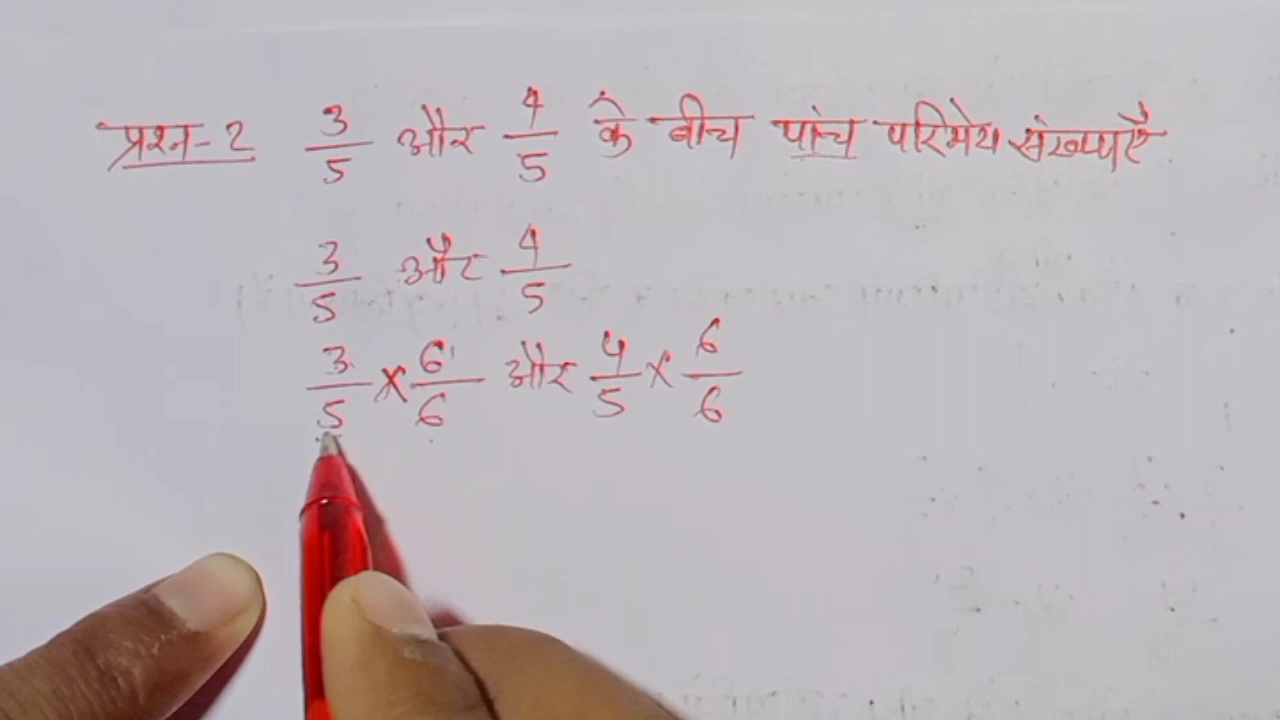 प्रश्न-2 3/5 और 4/5 के बीच पांच परिमेय संख्याएँ
3/5 और 4/5
3/5 × 6/6 और 4/5 × 6/6